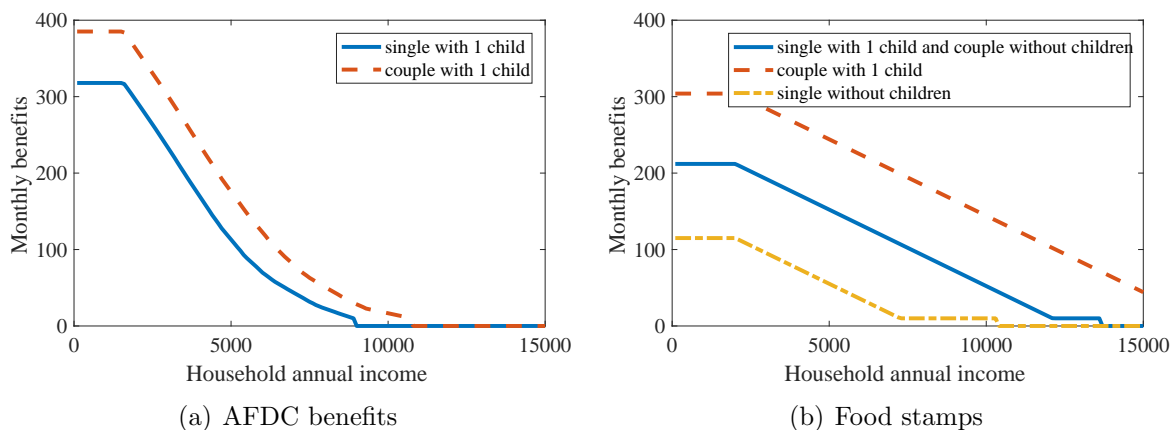 400
300
200
100
0
Monthly benefits
0
5000
10000
15000
Household annual income
single with 1 child
couple with 1 child
(a) AFDC benefits
400
300
200
100
0
Monthly benefits
0
5000
10000
15000
Household annual income
single with 1 child and couple without children
couple with 1 child
single without children
(b) Food stamps